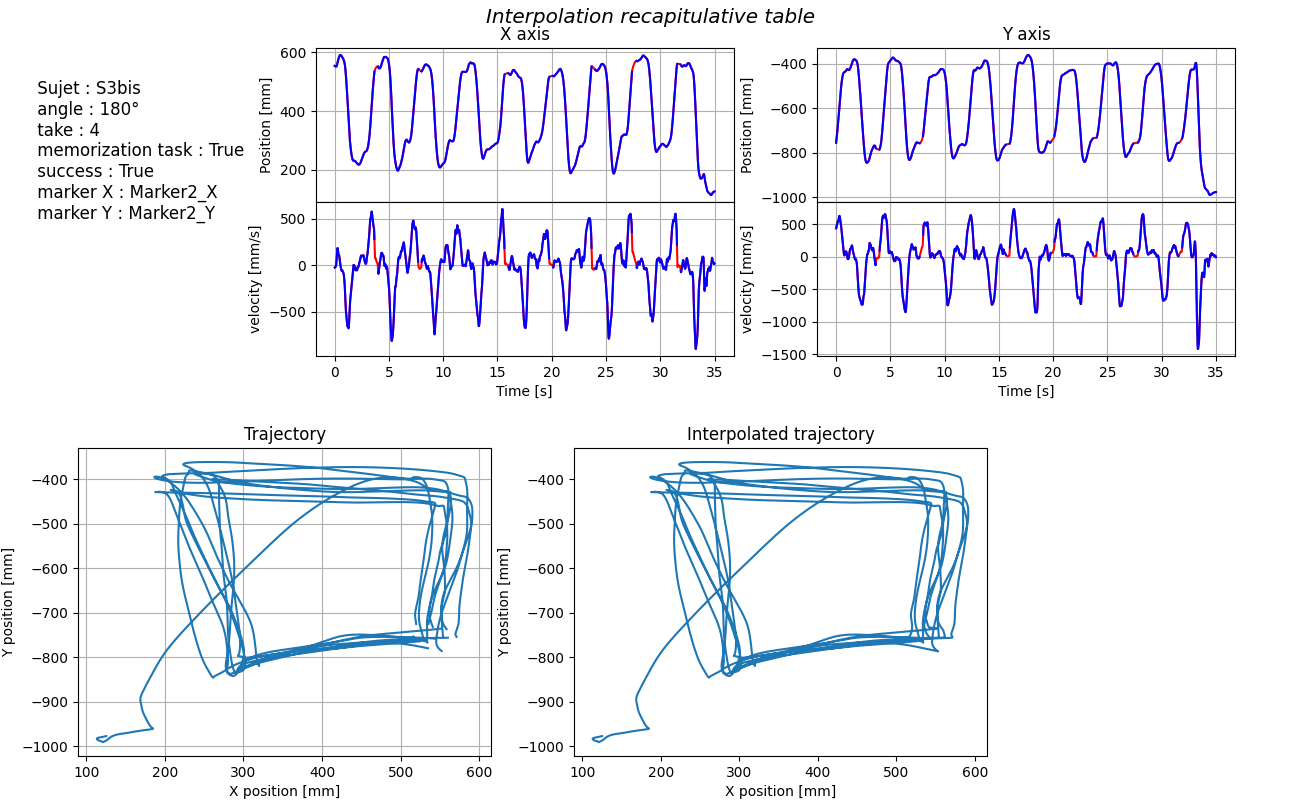 Interpolation recapitulative table
Sujet : S3bis
angle : 180°
take : 4
memorization task : True
success : True
marker X : Marker2_X
marker Y : Marker2_Y
X axis
Position [mm]
600
400
200
velocity [mm/s]
500
0
−500
0 5 10 15 20 25 30 35
Time [s]
Y axis
Position [mm]
−400
−600
−800
−1000
velocity [mm/s]
500
0
−500
−1000
−1500
0 5 10 15 20 25 30 35
Time [s]
Trajectory
Y position [mm]
−400
−500
−600
−700
−800
−900
−1000
100 200 300 400 500 600
X position [mm]
Interpolated trajectory
Y position [mm]
−400
−500
−600
−700
−800
−900
−1000
100 200 300 400 500 600
X position [mm]